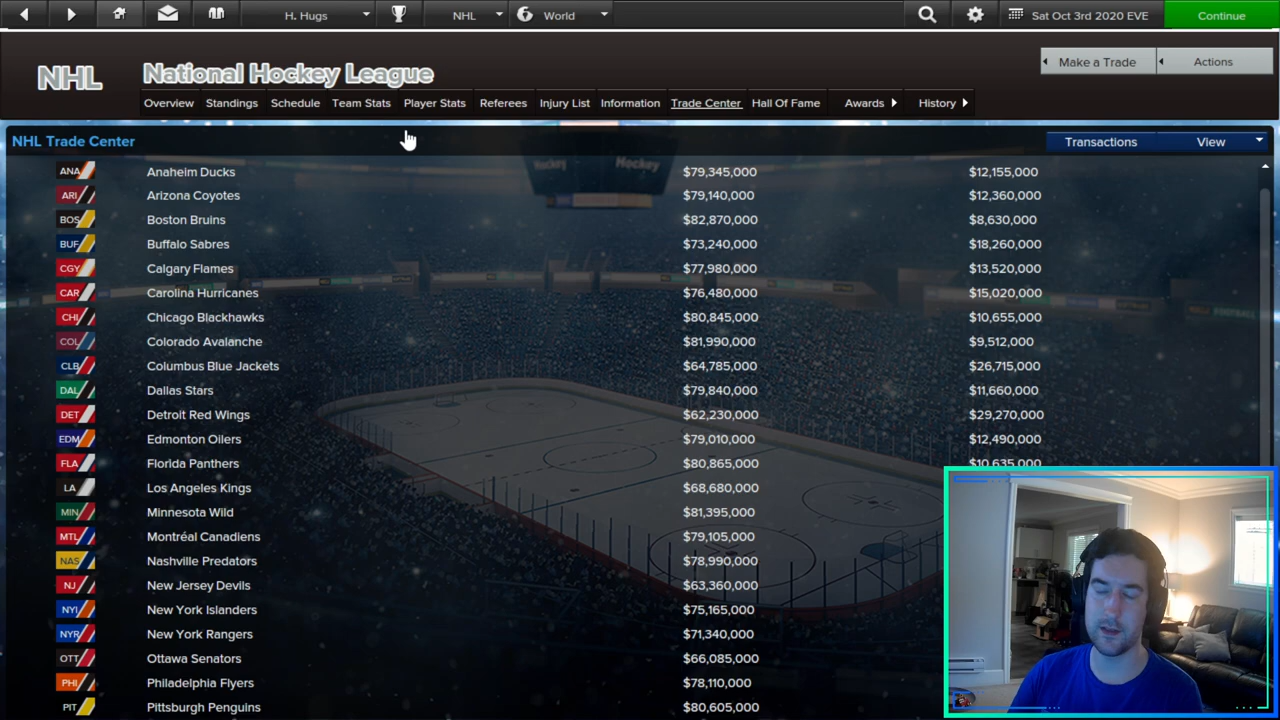 H. Hugs NHL World Sat Oct 3rd 2020 EVE Continue
NHL National Hockey League Make a Trade Actions
Overview Standings Schedule Team Stats Player Stats Referees Injury List Information Trade Center Hall Of Fame Awards History
NHL Trade Center Transactions View
Hockey Hockey
ANA Anaheim Ducks $79,345,000 $12,155,000
ARI Arizona Coyotes $79,140,000 $12,360,000
BOS Boston Bruins $82,870,000 $8,630,000
BUF Buffalo Sabres $73,240,000 $18,260,000
CGY Calgary Flames $77,980,000 $13,520,000
CAR Carolina Hurricanes $76,480,000 $15,020,000
CHI Chicago Blackhawks $80,845,000 $10,655,000
COL Colorado Avalanche $81,990,000 $9,512,000
CLB Columbus Blue Jackets $64,785,000 $26,715,000
DAL Dallas Stars $79,840,000 $11,660,000
DET Detroit Red Wings $62,230,000 $29,270,000
EDM Edmonton Oilers $79,010,000 $12,490,000
FLA Florida Panthers $80,865,000 $10,635,000
LA Los Angeles Kings $68,680,000
MIN Minnesota Wild $81,395,000
MTL Montréal Canadiens $79,105,000
NAS Nashville Predators $78,990,000
NJ New Jersey Devils $63,360,000
NYI New York Islanders $75,165,000
NYR New York Rangers $71,340,000
OTT Ottawa Senators $66,085,000
PHI Philadelphia Flyers $78,110,000
PIT Pittsburgh Penguins $80,605,000